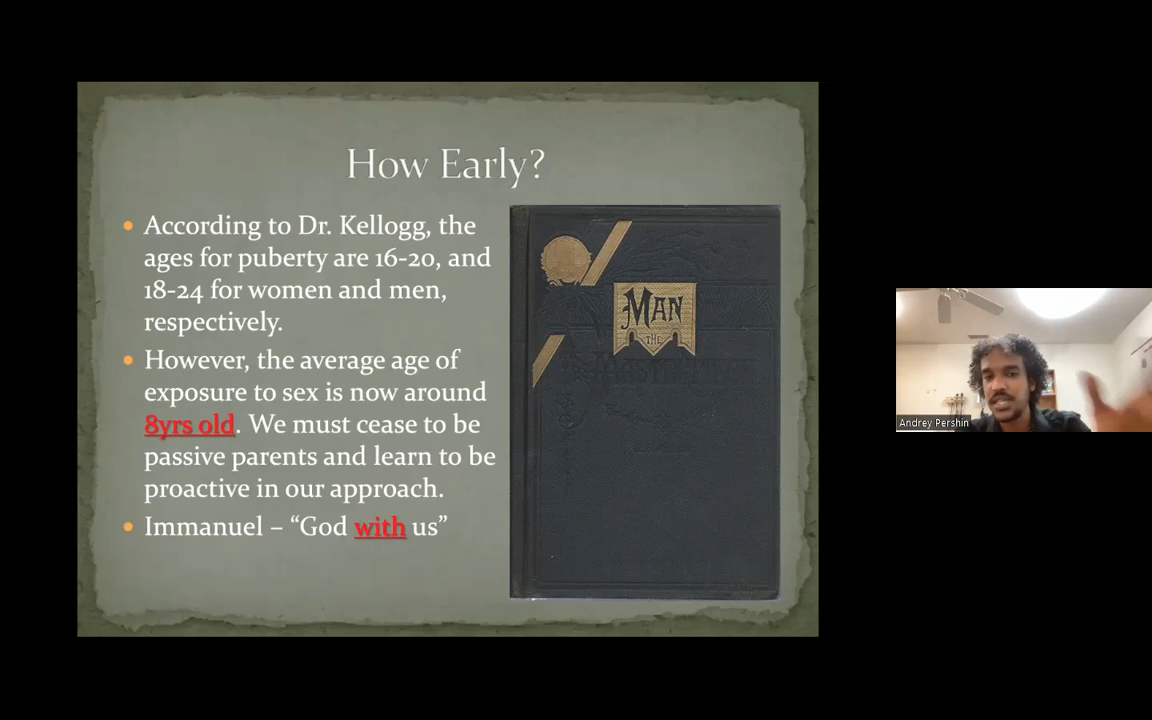 How Early?
According to Dr. Kellogg, the
ages for puberty are 16-20, and
18-24 for women and men,
respectively.
However, the average age of
exposure to sex is now around
8yrs old. We must cease to be
passive parents and learn to be
proactive in our approach.
Immanuel – “God with us”
MAN
THE
Andrey Pershin